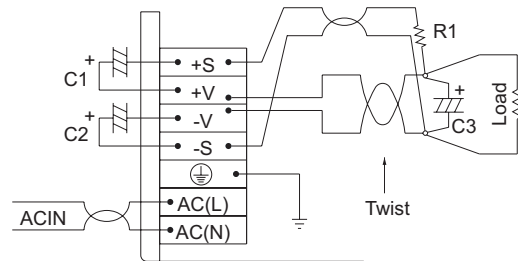 +S
R1
+
C1
+V
+
-V
+
C2
C3
Load
-S
AC(L)
ACIN
Twist
AC(N)